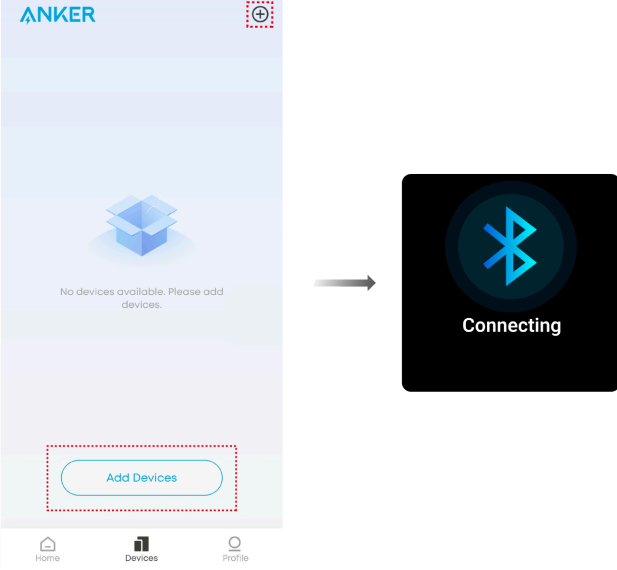 ANKER
No devices available. Please add
devices.
Add Devices
Home
Devices
Profile
Connecting